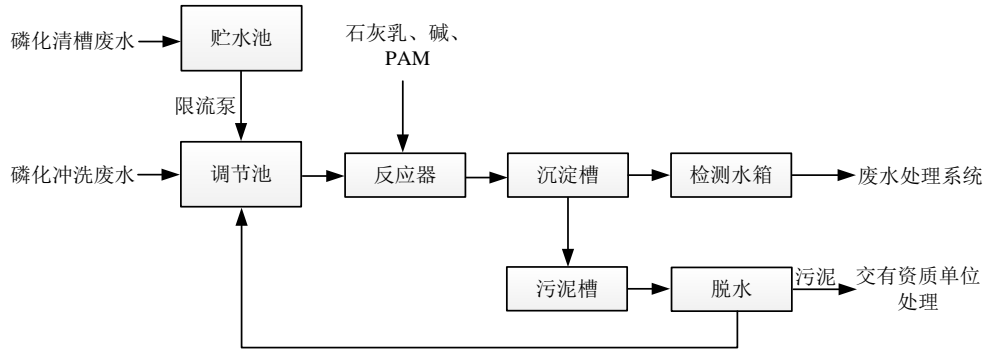 磷化清槽废水
贮水池
石灰乳、碱、
PAM
限流泵
磷化冲洗废水
调节池
反应器
沉淀槽
检测水箱
废水处理系统
污泥槽
脱水
污泥
交有资质单位
处理